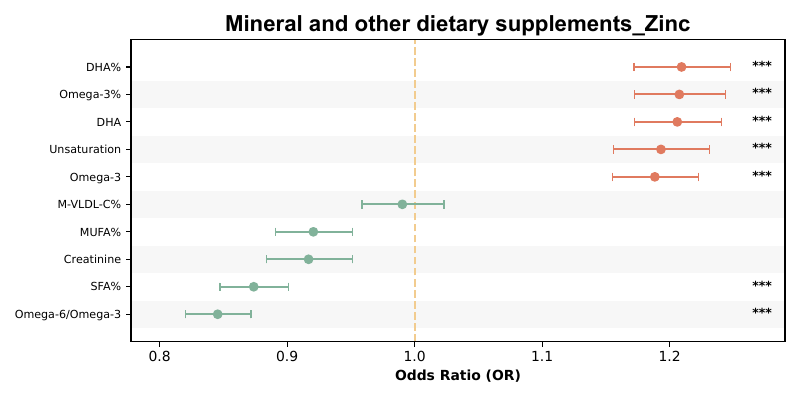 Mineral and other dietary supplements_Zinc
DHA% ***
Omega-3% ***
DHA ***
Unsaturation ***
Omega-3 ***
M-VLDL-C%
MUFA%
Creatinine
SFA% ***
Omega-6/Omega-3 ***
0.8 0.9 1.0 1.1 1.2
Odds Ratio (OR)